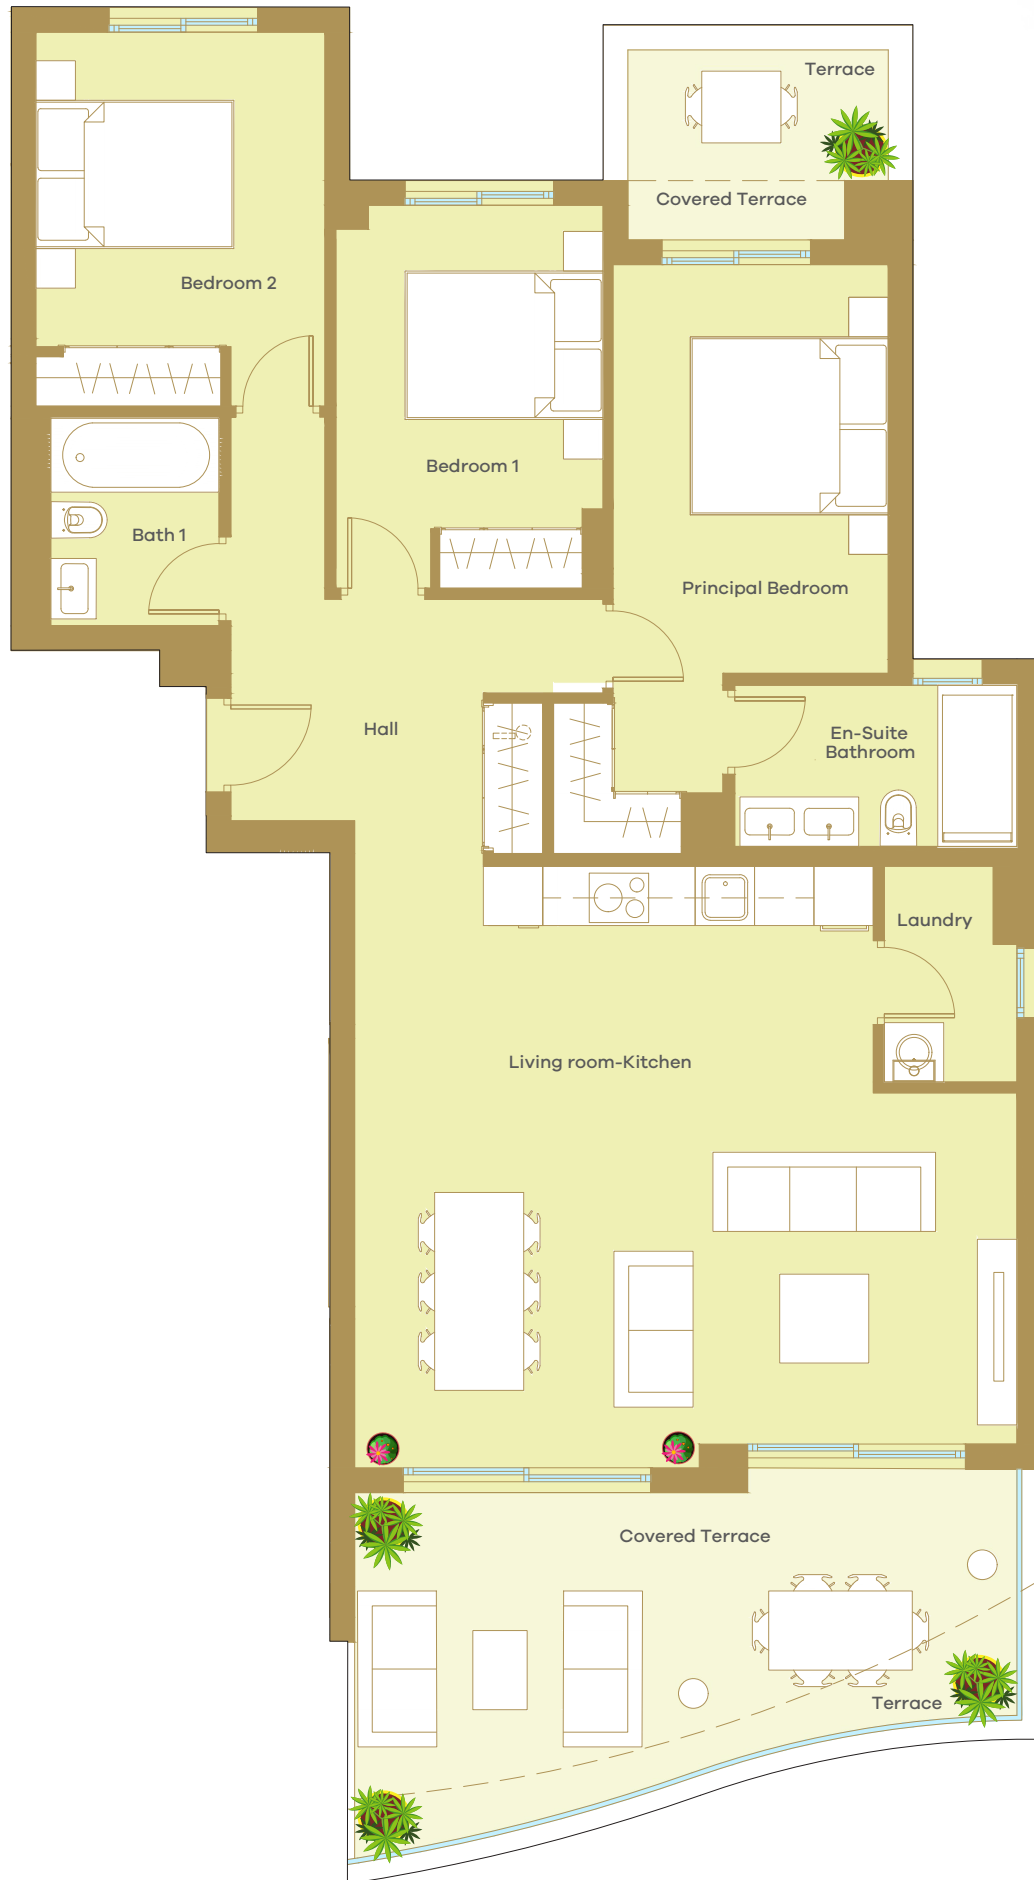 Terrace
Covered Terrace
Bedroom 2
Bedroom 1
Bath 1
Principal Bedroom
Hall
En-Suite
Bathroom
Laundry
Living room-Kitchen
Covered Terrace
Terrace